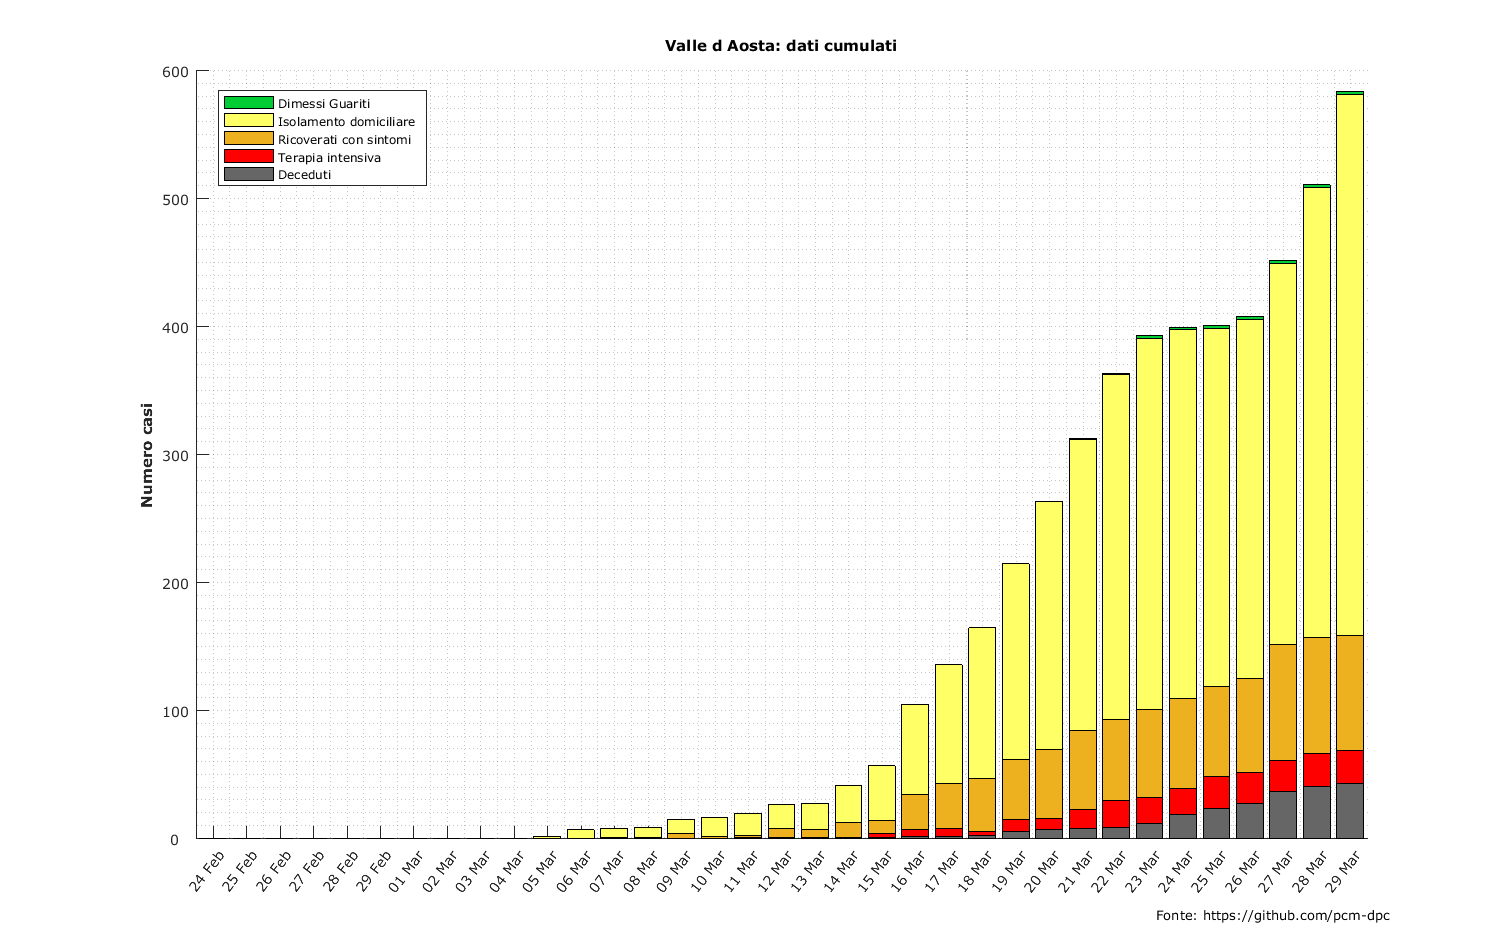 Valle d Aosta: dati cumulati
600
500
400
300
200
100
0
Numero casi
Dimessi Guariti
Isolamento domiciliare
Ricoverati con sintomi
Terapia intensiva
Deceduti
24 Feb
25 Feb
26 Feb
27 Feb
28 Feb
29 Feb
01 Mar
02 Mar
03 Mar
04 Mar
05 Mar
06 Mar
07 Mar
08 Mar
09 Mar
10 Mar
11 Mar
12 Mar
13 Mar
14 Mar
15 Mar
16 Mar
17 Mar
18 Mar
19 Mar
20 Mar
21 Mar
22 Mar
23 Mar
24 Mar
25 Mar
26 Mar
27 Mar
28 Mar
29 Mar
Fonte: https://github.com/pcm-dpc